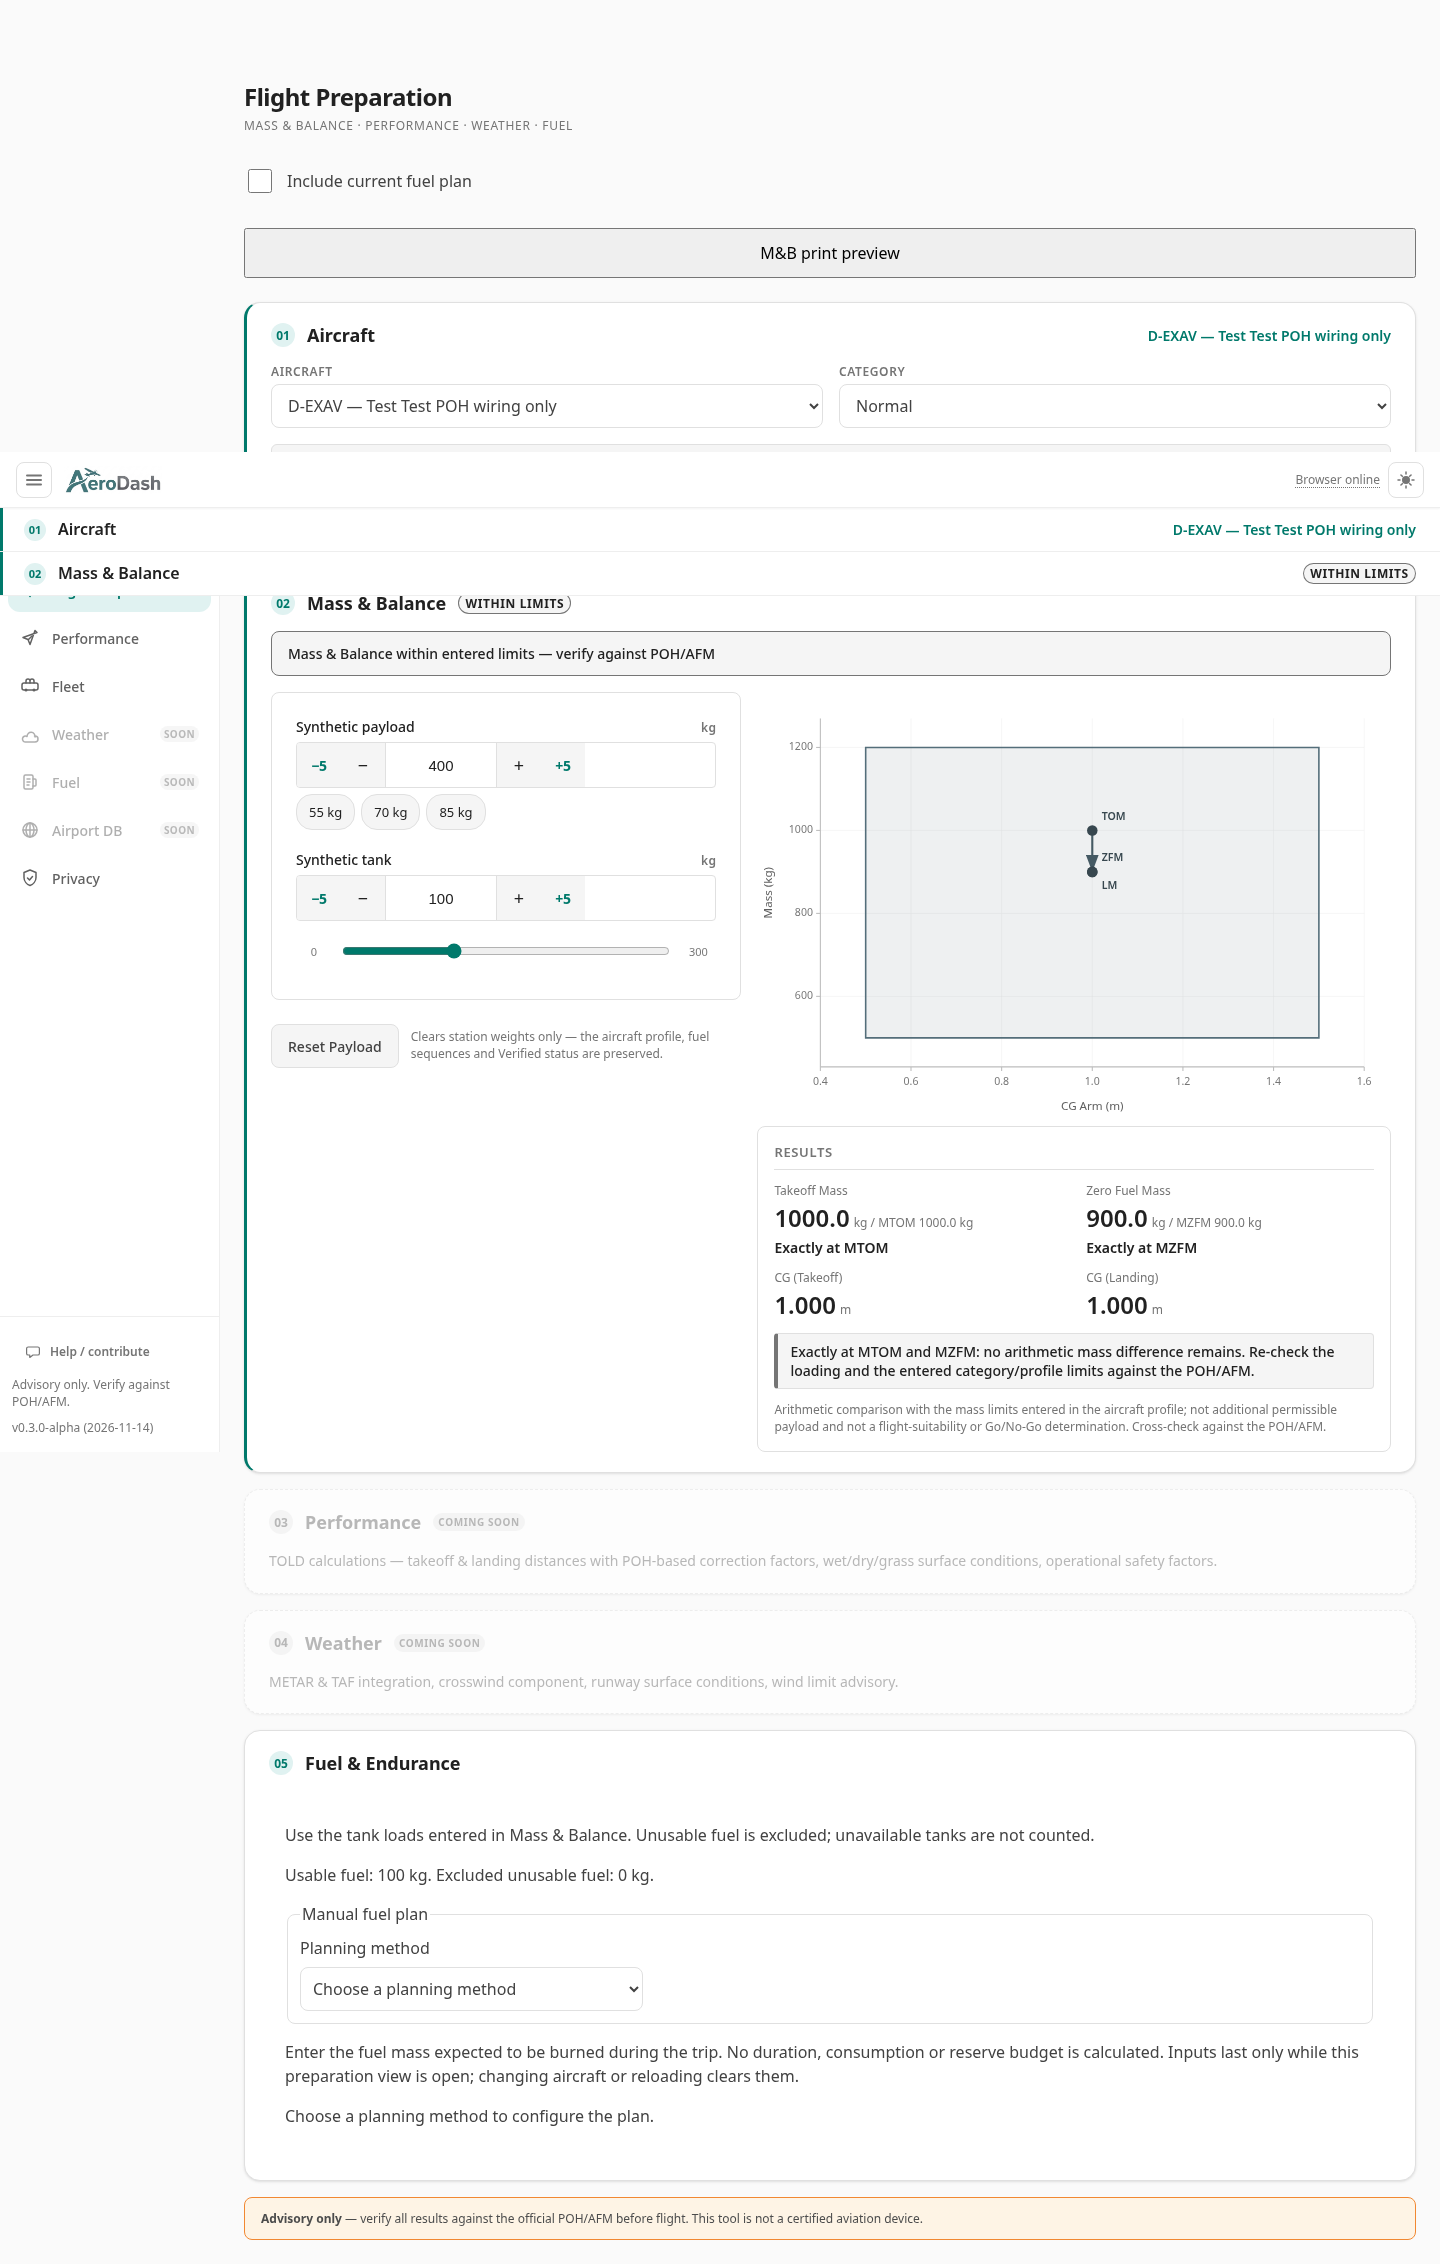 Flight Preparation
MASS & BALANCE · PERFORMANCE · WEATHER · FUEL
Include current fuel plan
M&B print preview
01 Aircraft D-EXAV — Test Test POH wiring only
AIRCRAFT CATEGORY
D-EXAV — Test Test POH wiring only Normal
AeroDash Browser online
01 Aircraft D-EXAV — Test Test POH wiring only
02 Mass & Balance WITHIN LIMITS
Performance
Fleet
Weather SOON
Fuel SOON
Airport DB SOON
Privacy
Help / contribute
Advisory only. Verify against
POH/AFM.
v0.3.0-alpha (2026-11-14)
02 Mass & Balance WITHIN LIMITS
Mass & Balance within entered limits — verify against POH/AFM
Synthetic payload kg
−5 − 400 + +5
55 kg 70 kg 85 kg
Synthetic tank kg
−5 − 100 + +5
0 300
Reset Payload
Clears station weights only — the aircraft profile, fuel
sequences and Verified status are preserved.
1200
1000
800
600
Mass (kg)
TOM
ZFM
LM
0.4 0.6 0.8 1.0 1.2 1.4 1.6
CG Arm (m)
RESULTS
Takeoff Mass Zero Fuel Mass
1000.0 kg / MTOM 1000.0 kg 900.0 kg / MZFM 900.0 kg
Exactly at MTOM Exactly at MZFM
CG (Takeoff) CG (Landing)
1.000 m 1.000 m
Exactly at MTOM and MZFM: no arithmetic mass difference remains. Re-check the
loading and the entered category/profile limits against the POH/AFM.
Arithmetic comparison with the mass limits entered in the aircraft profile; not additional permissible
payload and not a flight-suitability or Go/No-Go determination. Cross-check against the POH/AFM.
03 Performance COMING SOON
TOLD calculations — takeoff & landing distances with POH-based correction factors, wet/dry/grass surface conditions, operational safety factors.
04 Weather COMING SOON
METAR & TAF integration, crosswind component, runway surface conditions, wind limit advisory.
05 Fuel & Endurance
Use the tank loads entered in Mass & Balance. Unusable fuel is excluded; unavailable tanks are not counted.
Usable fuel: 100 kg. Excluded unusable fuel: 0 kg.
Manual fuel plan
Planning method
Choose a planning method
Enter the fuel mass expected to be burned during the trip. No duration, consumption or reserve budget is calculated. Inputs last only while this
preparation view is open; changing aircraft or reloading clears them.
Choose a planning method to configure the plan.
Advisory only — verify all results against the official POH/AFM before flight. This tool is not a certified aviation device.